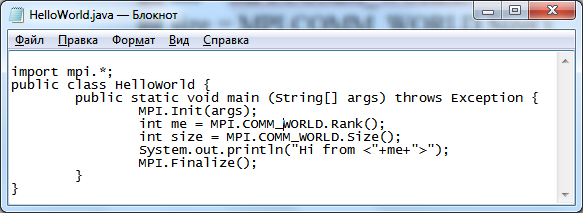 HelloWorld.java — Блокнот
Файл Правка Формат Вид Справка
import mpi.*;
public class HelloWorld {
        public static void main (String[] args) throws Exception {
                MPI.Init(args);
                int me = MPI.COMM_WORLD.Rank();
                int size = MPI.COMM_WORLD.Size();
                System.out.println("Hi from <"+me+">");
                MPI.Finalize();
        }
}